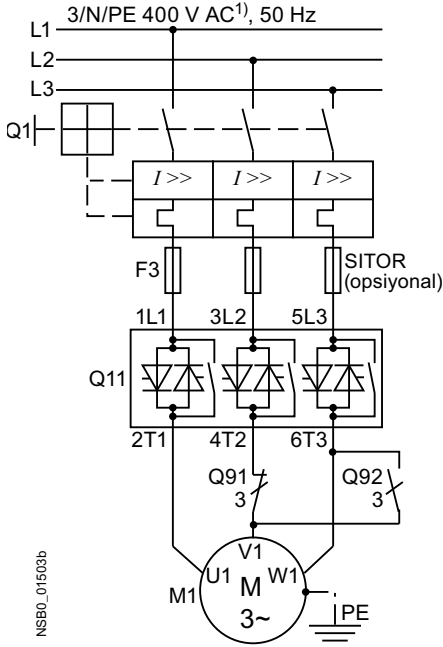 3/N/PE 400 V AC1), 50 Hz
L1
L2
L3
Q1
I >> I >> I >>
F3
SITOR
(opsiyonal)
1L1 3L2 5L3
Q11
2T1 4T2 6T3
Q91
3
Q92
3
V1
U1 W1
M1
M
3~
PE
NSB0_01503b